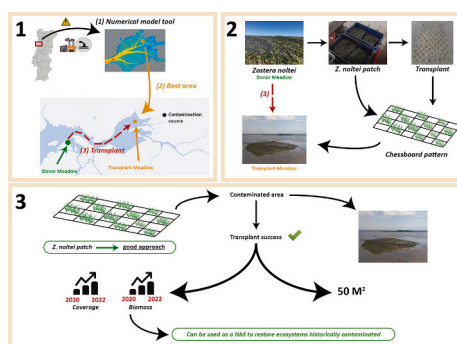 1
(1) Numerical model tool
(2) Best area
Contamination
source
(3) Transplant
Donor Meadow
Transplant Meadow
2
Zostera noltei
Donor Meadow
Z. noltei patch
Transplant
(3)
Transplant Meadow
Chessboard pattern
3
Contaminated area
Transplant success
Z. noltei patch
good approach
2020 2022
Coverage
2020 2022
Biomass
50 M²
Can be used as a NbS to restore ecosystems historically contaminated